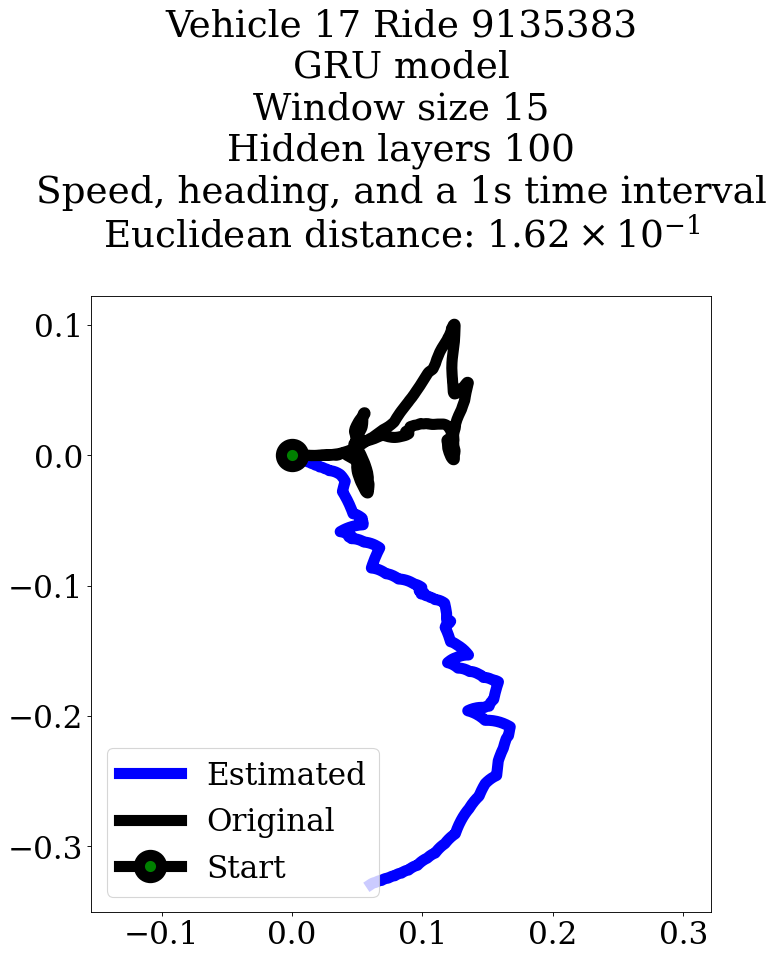 Vehicle 17 Ride 9135383
GRU model
Window size 15
Hidden layers 100
Speed, heading, and a 1s time interval
Euclidean distance: 1.62 × 10⁻¹
0.1
0.0
−0.1
−0.2
−0.3
Estimated
Original
Start
−0.1 0.0 0.1 0.2 0.3